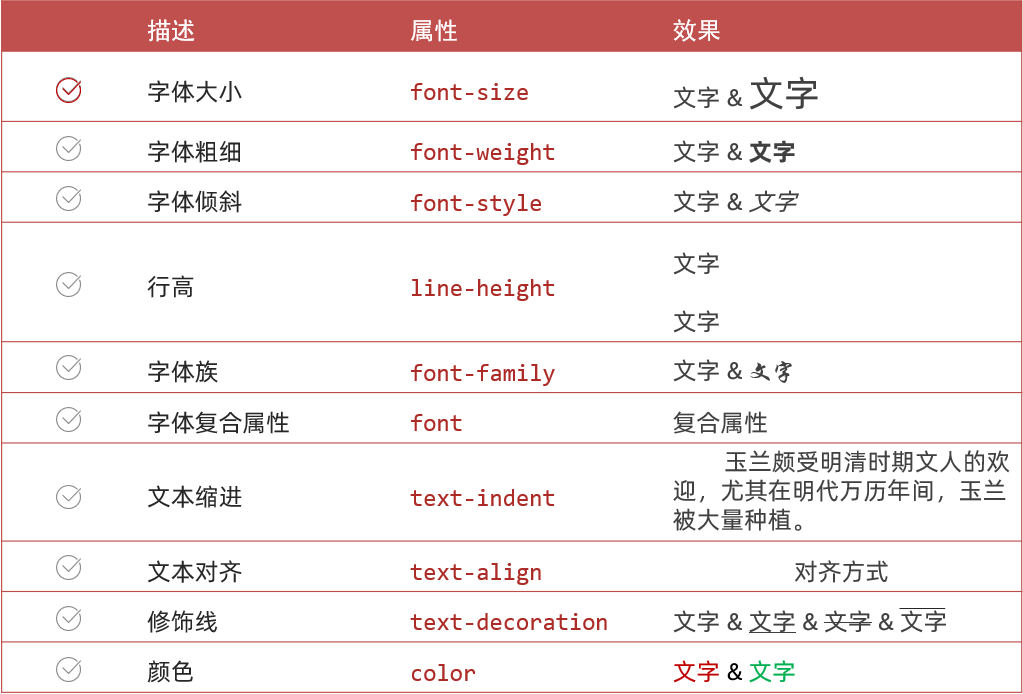 描述 属性 效果
字体大小 font-size 文字 & 文字
字体粗细 font-weight 文字 & 文字
字体倾斜 font-style 文字 & 文字
行高 line-height 文字
文字
字体族 font-family 文字 & 文字
字体复合属性 font 复合属性
文本缩进 text-indent 玉兰颇受明清时期文人的欢
迎，尤其在明代万历年间，玉兰
被大量种植。
文本对齐 text-align 对齐方式
修饰线 text-decoration 文字 & 文字 & 文字 & 文字
颜色 color 文字 & 文字